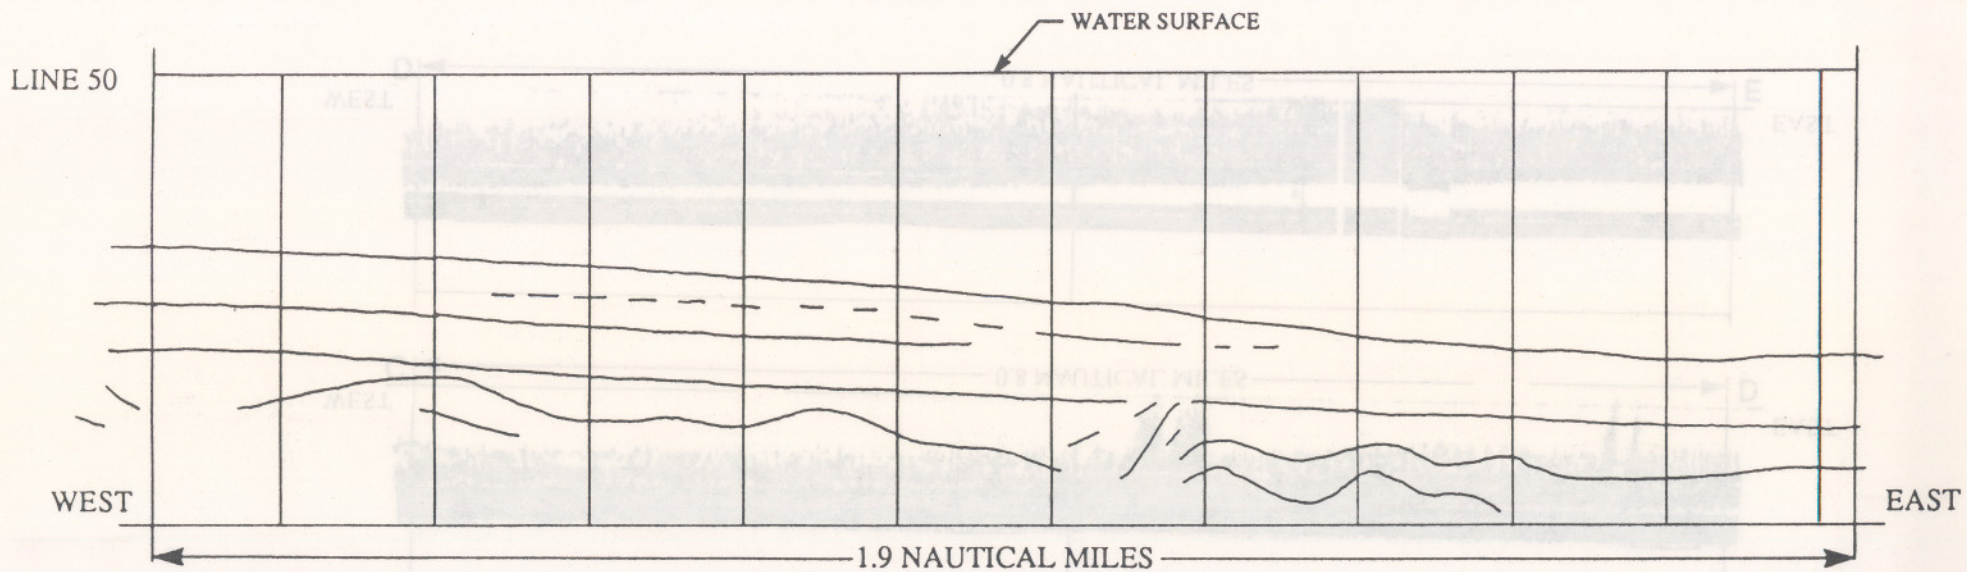 WATER SURFACE
LINE 50
WEST
EAST
1.9 NAUTICAL MILES